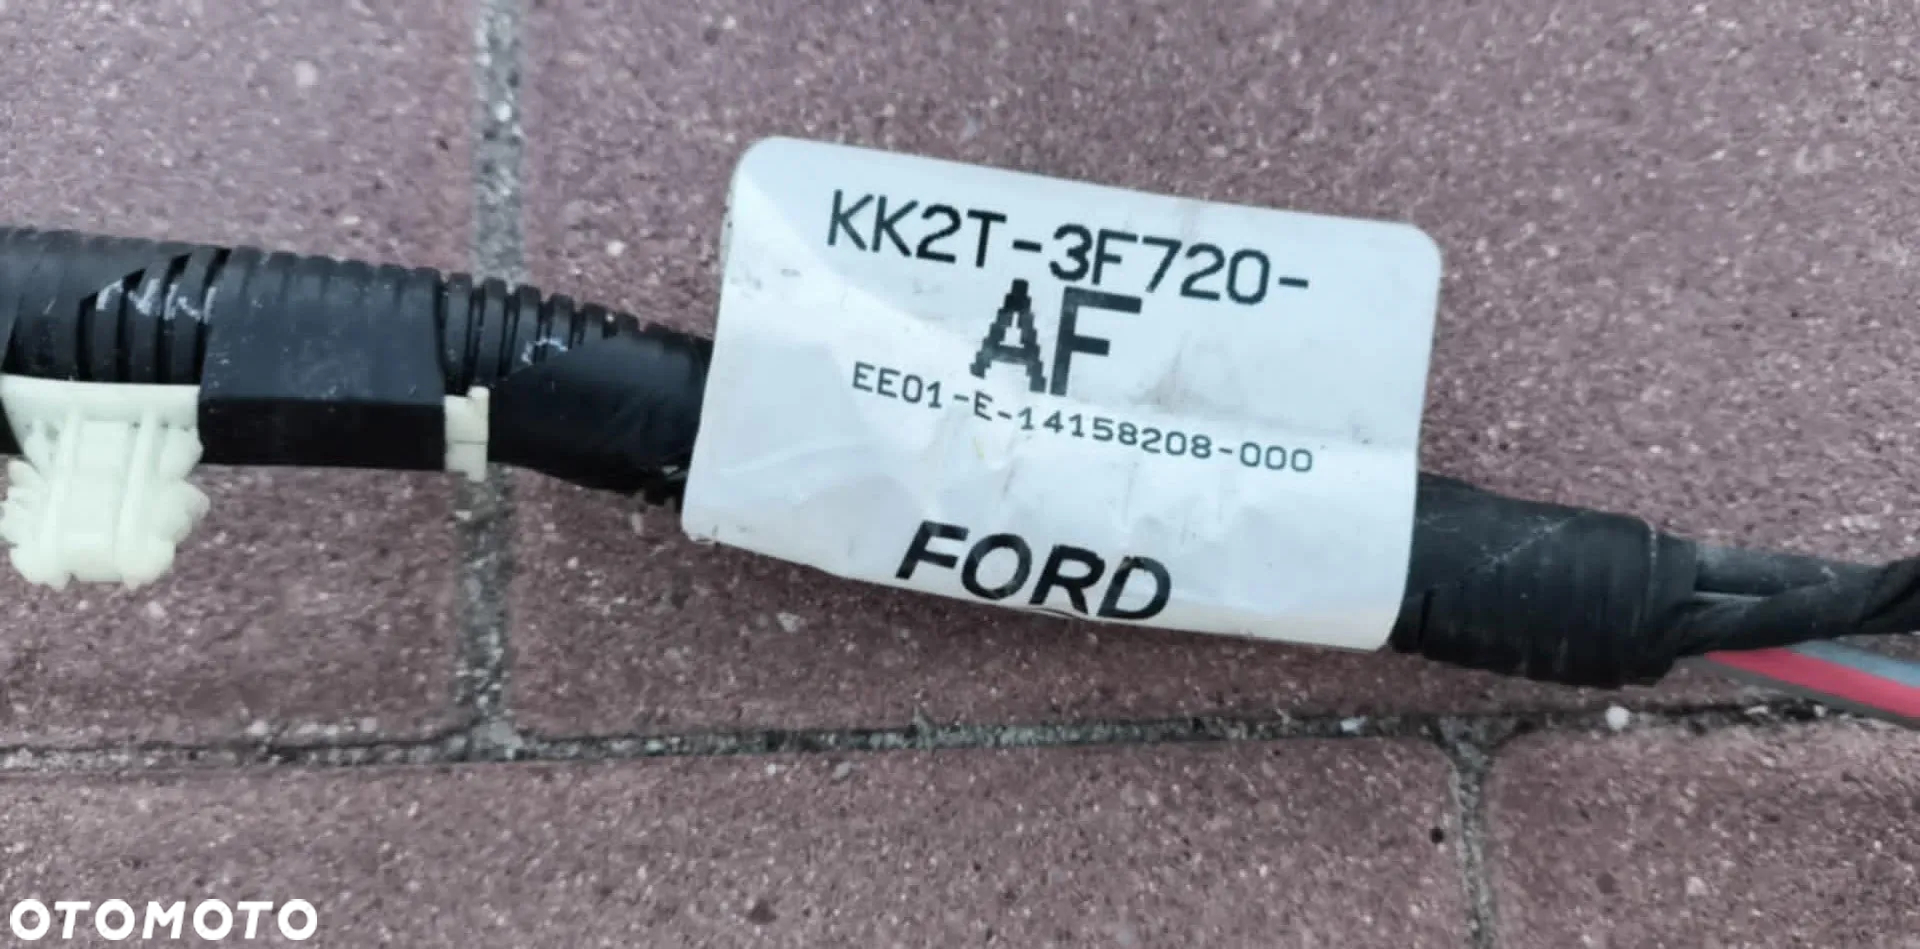 KK2T-3F720-
AF
EE01-E-14158208-000
FORD
OTOMOTO